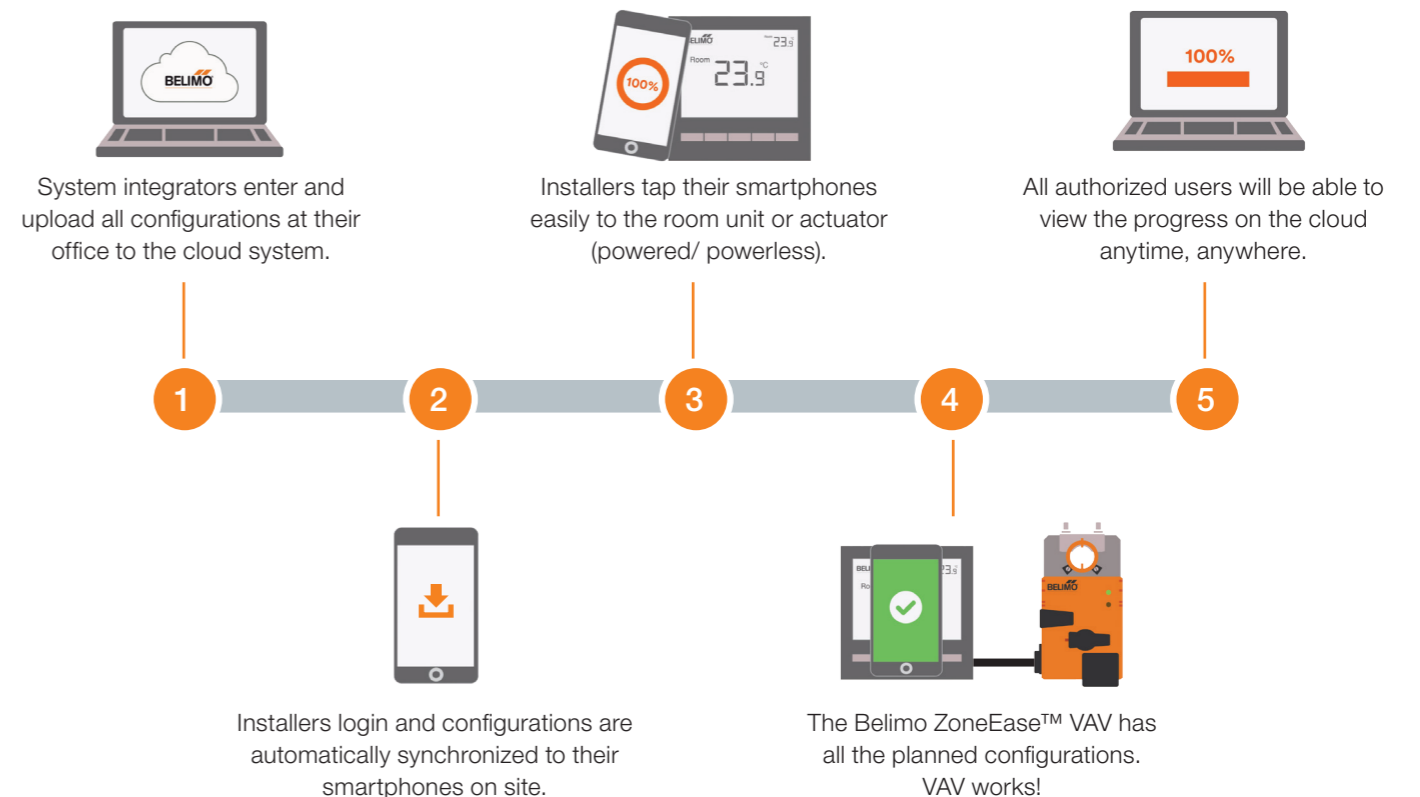 BELIMO
System integrators enter and
upload all configurations at their
office to the cloud system.
100%
BELIMO
23.9
Room
23.9
°C
Installers tap their smartphones
easily to the room unit or actuator
(powered/ powerless).
100%
All authorized users will be able to
view the progress on the cloud
anytime, anywhere.
1
2
3
4
5
Installers login and configurations are
automatically synchronized to their
smartphones on site.
BEL
23.9
Ro
BELIMO
The Belimo ZoneEase™ VAV has
all the planned configurations.
VAV works!